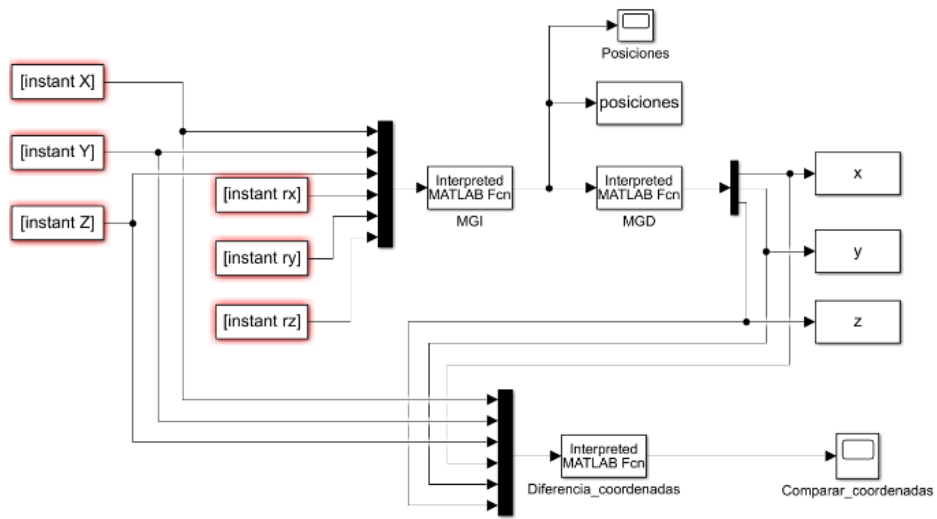 Posiciones
[instant X]
posiciones
[instant Y]
Interpreted
MATLAB Fcn
MGI
Interpreted
MATLAB Fcn
MGD
x
[instant rx]
[instant Z]
[instant ry]
y
[instant rz]
z
Interpreted
MATLAB Fcn
Diferencia_coordenadas
Comparar_coordenadas